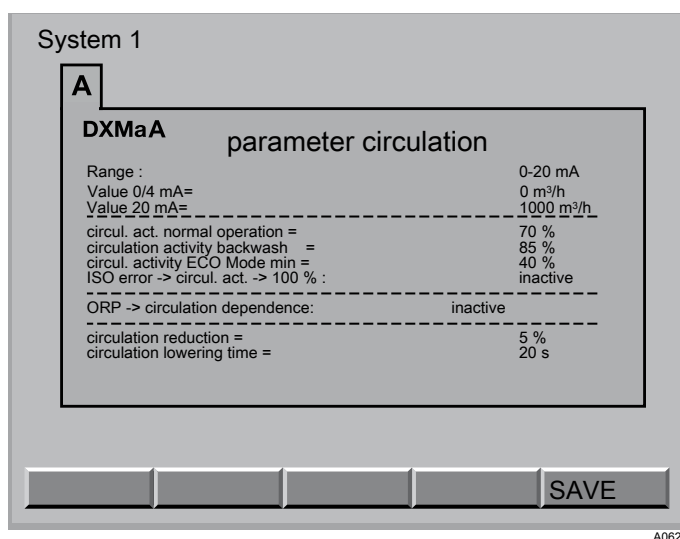 System 1
A
DXMaA
parameter circulation
Range : 0-20 mA
Value 0/4 mA= 0 m³/h
Value 20 mA= 1000 m³/h
circul. act. normal operation = 70 %
circulation activity backwash = 85 %
circul. activity ECO Mode min = 40 %
ISO error -> circul. act. -> 100 % : inactive
ORP -> circulation dependence: inactive
circulation reduction = 5 %
circulation lowering time = 20 s
SAVE